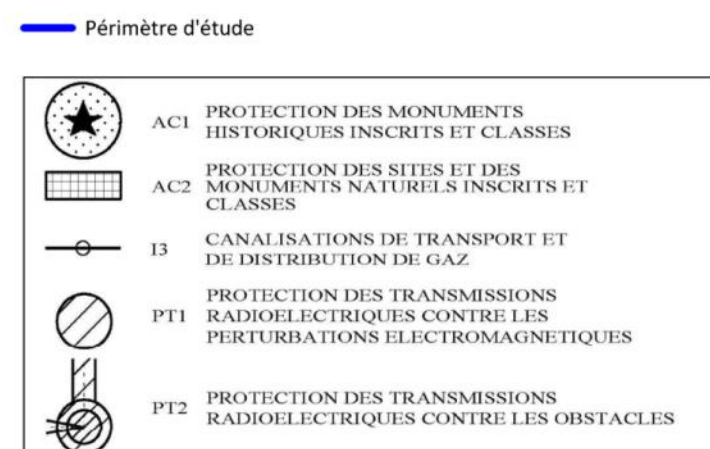 Périmètre d'étude
AC1 PROTECTION DES MONUMENTS
HISTORIQUES INSCRITS ET CLASSES
PROTECTION DES SITES ET DES
AC2 MONUMENTS NATURELS INSCRITS ET
CLASSES
I3 CANALISATIONS DE TRANSPORT ET
DE DISTRIBUTION DE GAZ
PROTECTION DES TRANSMISSIONS
PT1 RADIOELECTRIQUES CONTRE LES
PERTURBATIONS ELECTROMAGNETIQUES
PT2 PROTECTION DES TRANSMISSIONS
RADIOELECTRIQUES CONTRE LES OBSTACLES